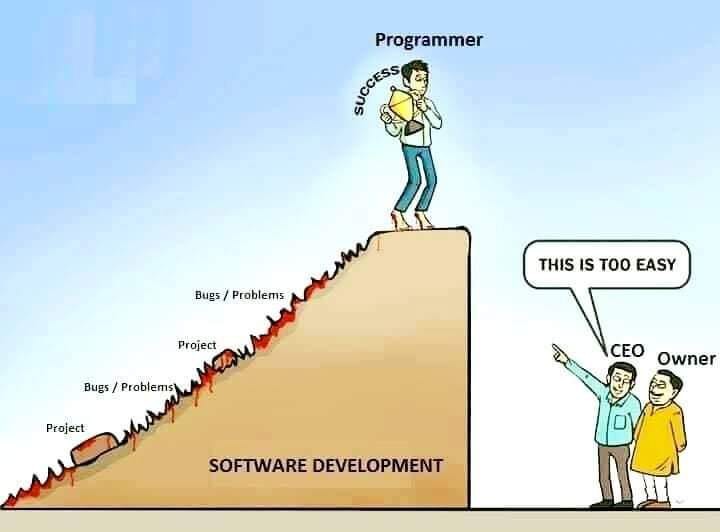 Programmer
SUCCESS
THIS IS TOO EASY
Bugs / Problems
Project
CEO
Owner
Bugs / Problems
Project
SOFTWARE DEVELOPMENT